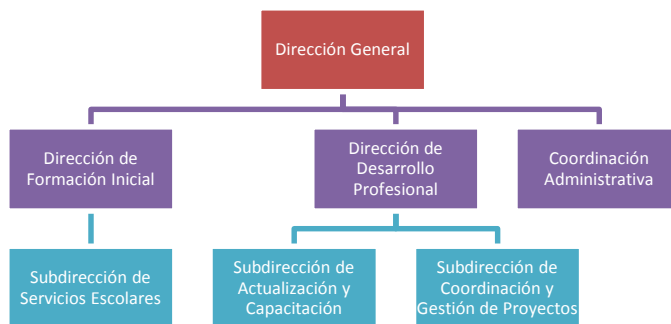 Dirección General
Dirección de
Formación Inicial
Dirección de
Desarrollo
Profesional
Coordinación
Administrativa
Subdirección de
Servicios Escolares
Subdirección de
Actualización y
Capacitación
Subdirección de
Coordinación y
Gestión de Proyectos